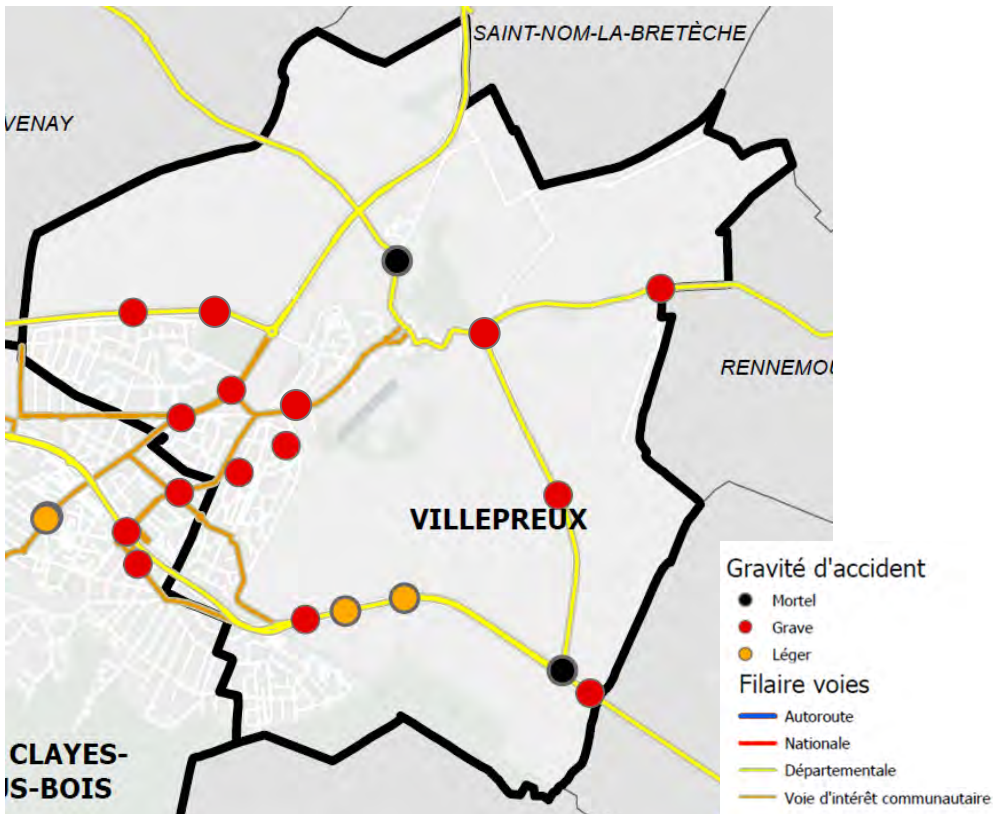 SAINT-NOM-LA-BRETÈCHE
VENAY
RENNEMOU
VILLEPREUX
CLAYES-
US-BOIS
Gravité d'accident
Mortel
Grave
Léger
Filaire voies
Autoroute
Nationale
Départementale
Voie d'intérêt communautaire